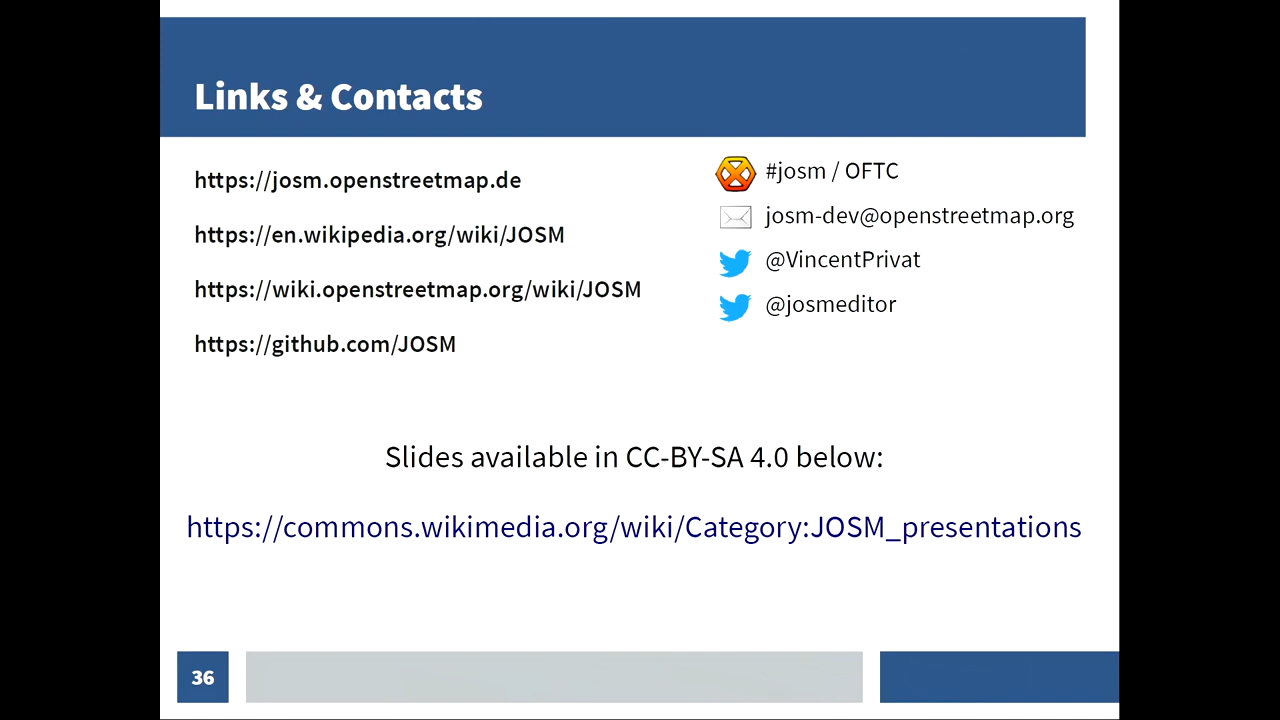 Links & Contacts
https://josm.openstreetmap.de
https://en.wikipedia.org/wiki/JOSM
https://wiki.openstreetmap.org/wiki/JOSM
https://github.com/JOSM
#josm / OFTC
josm-dev@openstreetmap.org
@VincentPrivat
@josmeditor
Slides available in CC-BY-SA 4.0 below:
https://commons.wikimedia.org/wiki/Category:JOSM_presentations
36